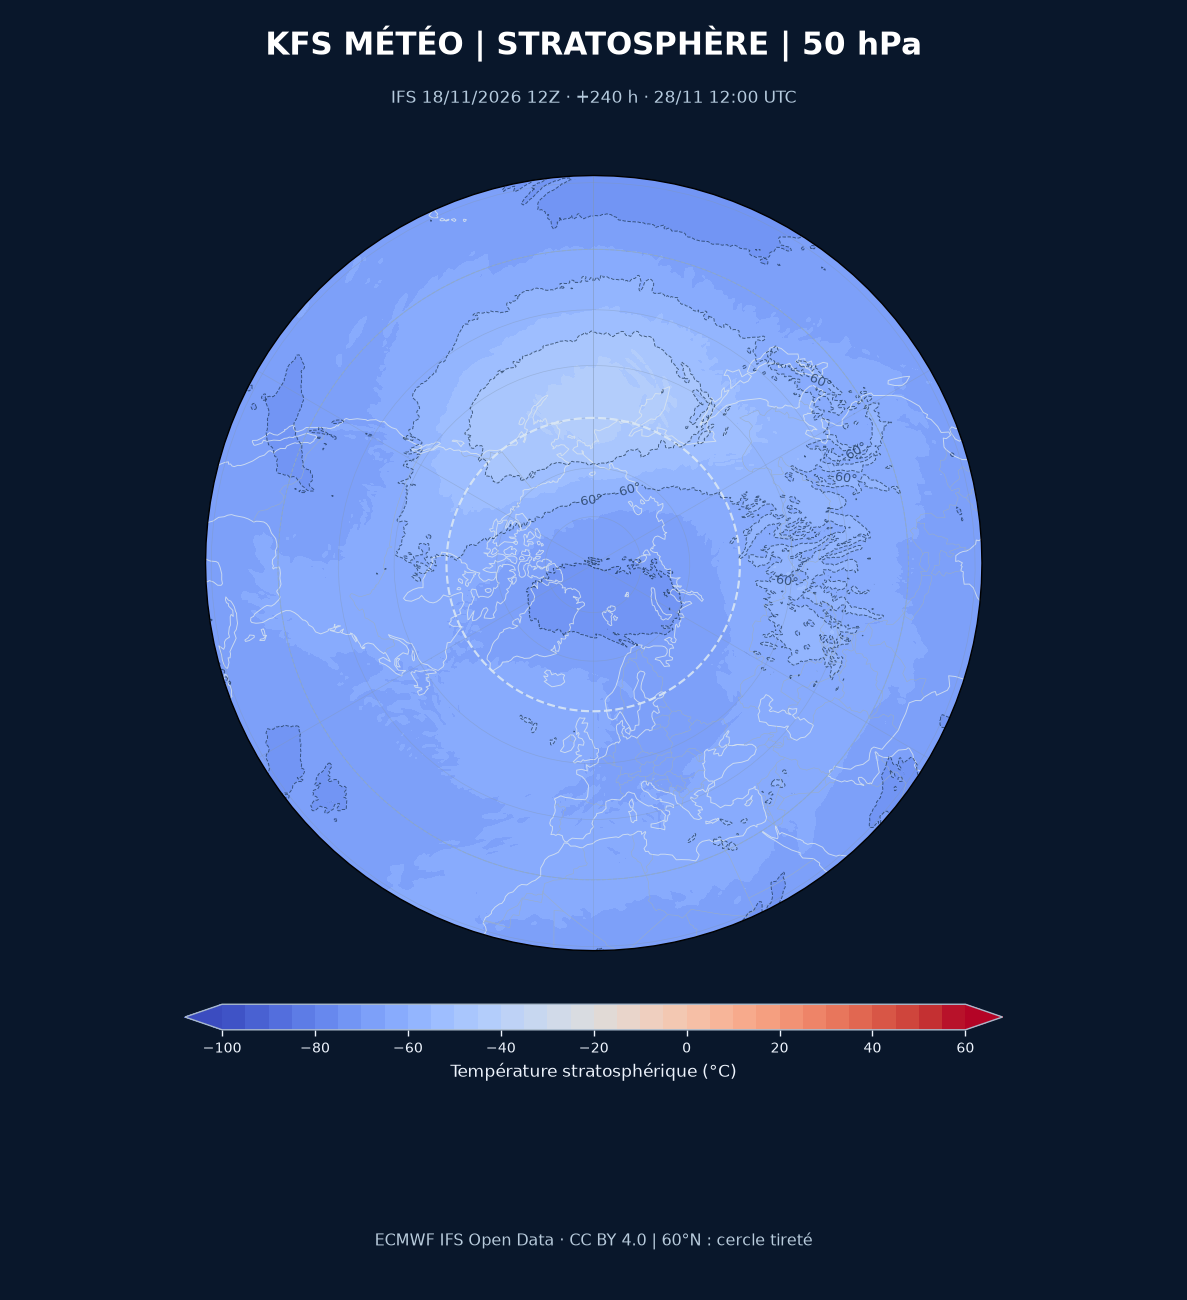 KFS MÉTÉO | STRATOSPHÈRE | 50 hPa
IFS 18/11/2026 12Z · +240 h · 28/11 12:00 UTC
-60°
-60°
-60°
-60°
-60°
-60°
−100 −80 −60 −40 −20 0 20 40 60
Température stratosphérique (°C)
ECMWF IFS Open Data · CC BY 4.0 | 60°N : cercle tireté